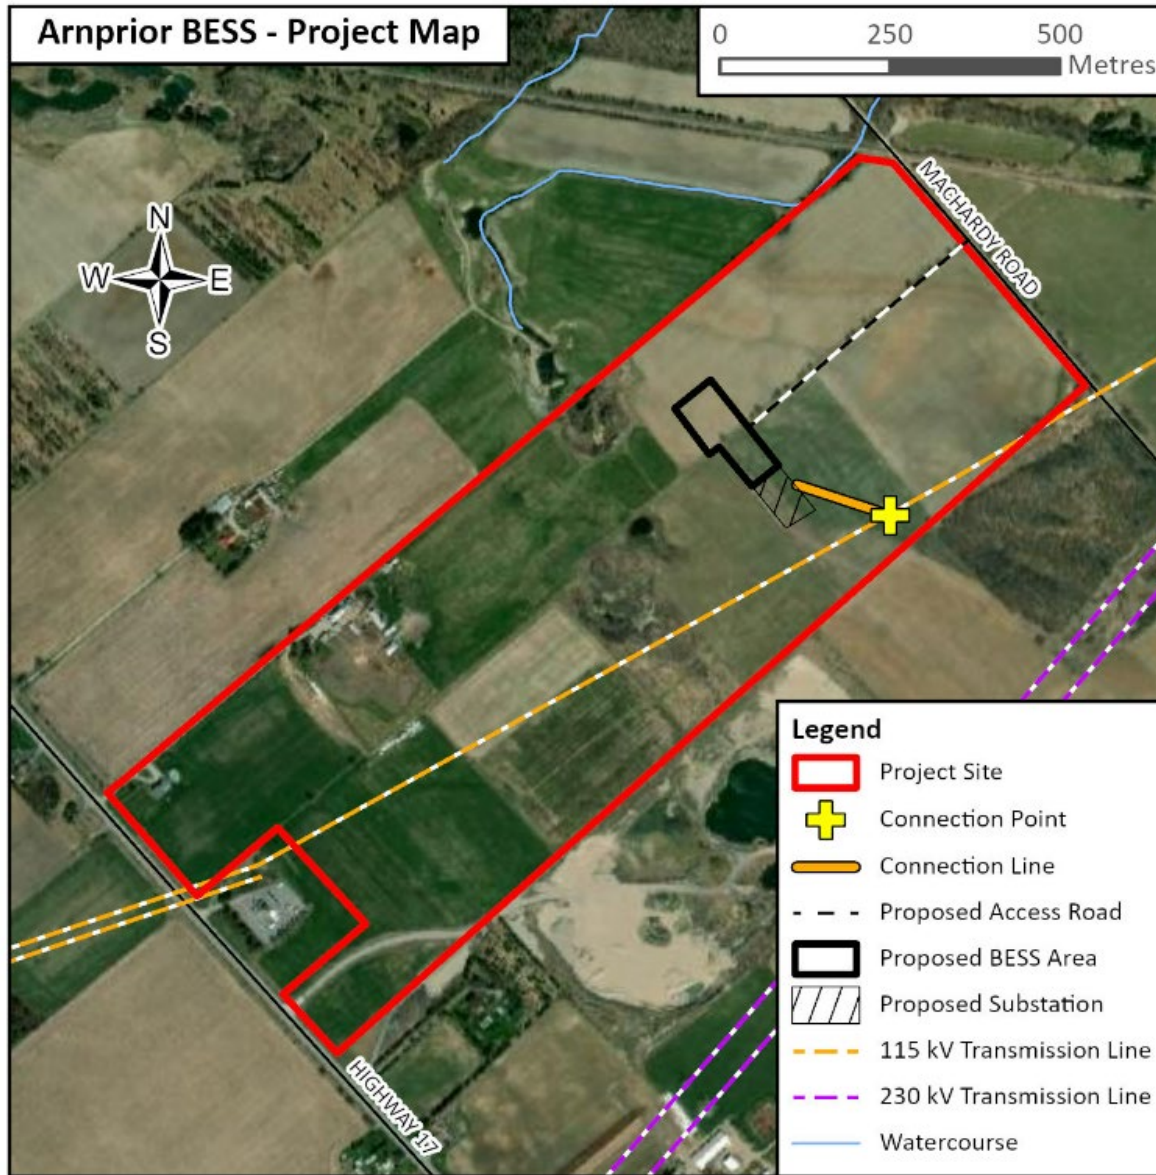 Arnprior BESS - Project Map
0 250 500
Metres
N
W E
S
MACHARDY ROAD
HIGHWAY 17
Legend
Project Site
Connection Point
Connection Line
Proposed Access Road
Proposed BESS Area
Proposed Substation
115 kV Transmission Line
230 kV Transmission Line
Watercourse